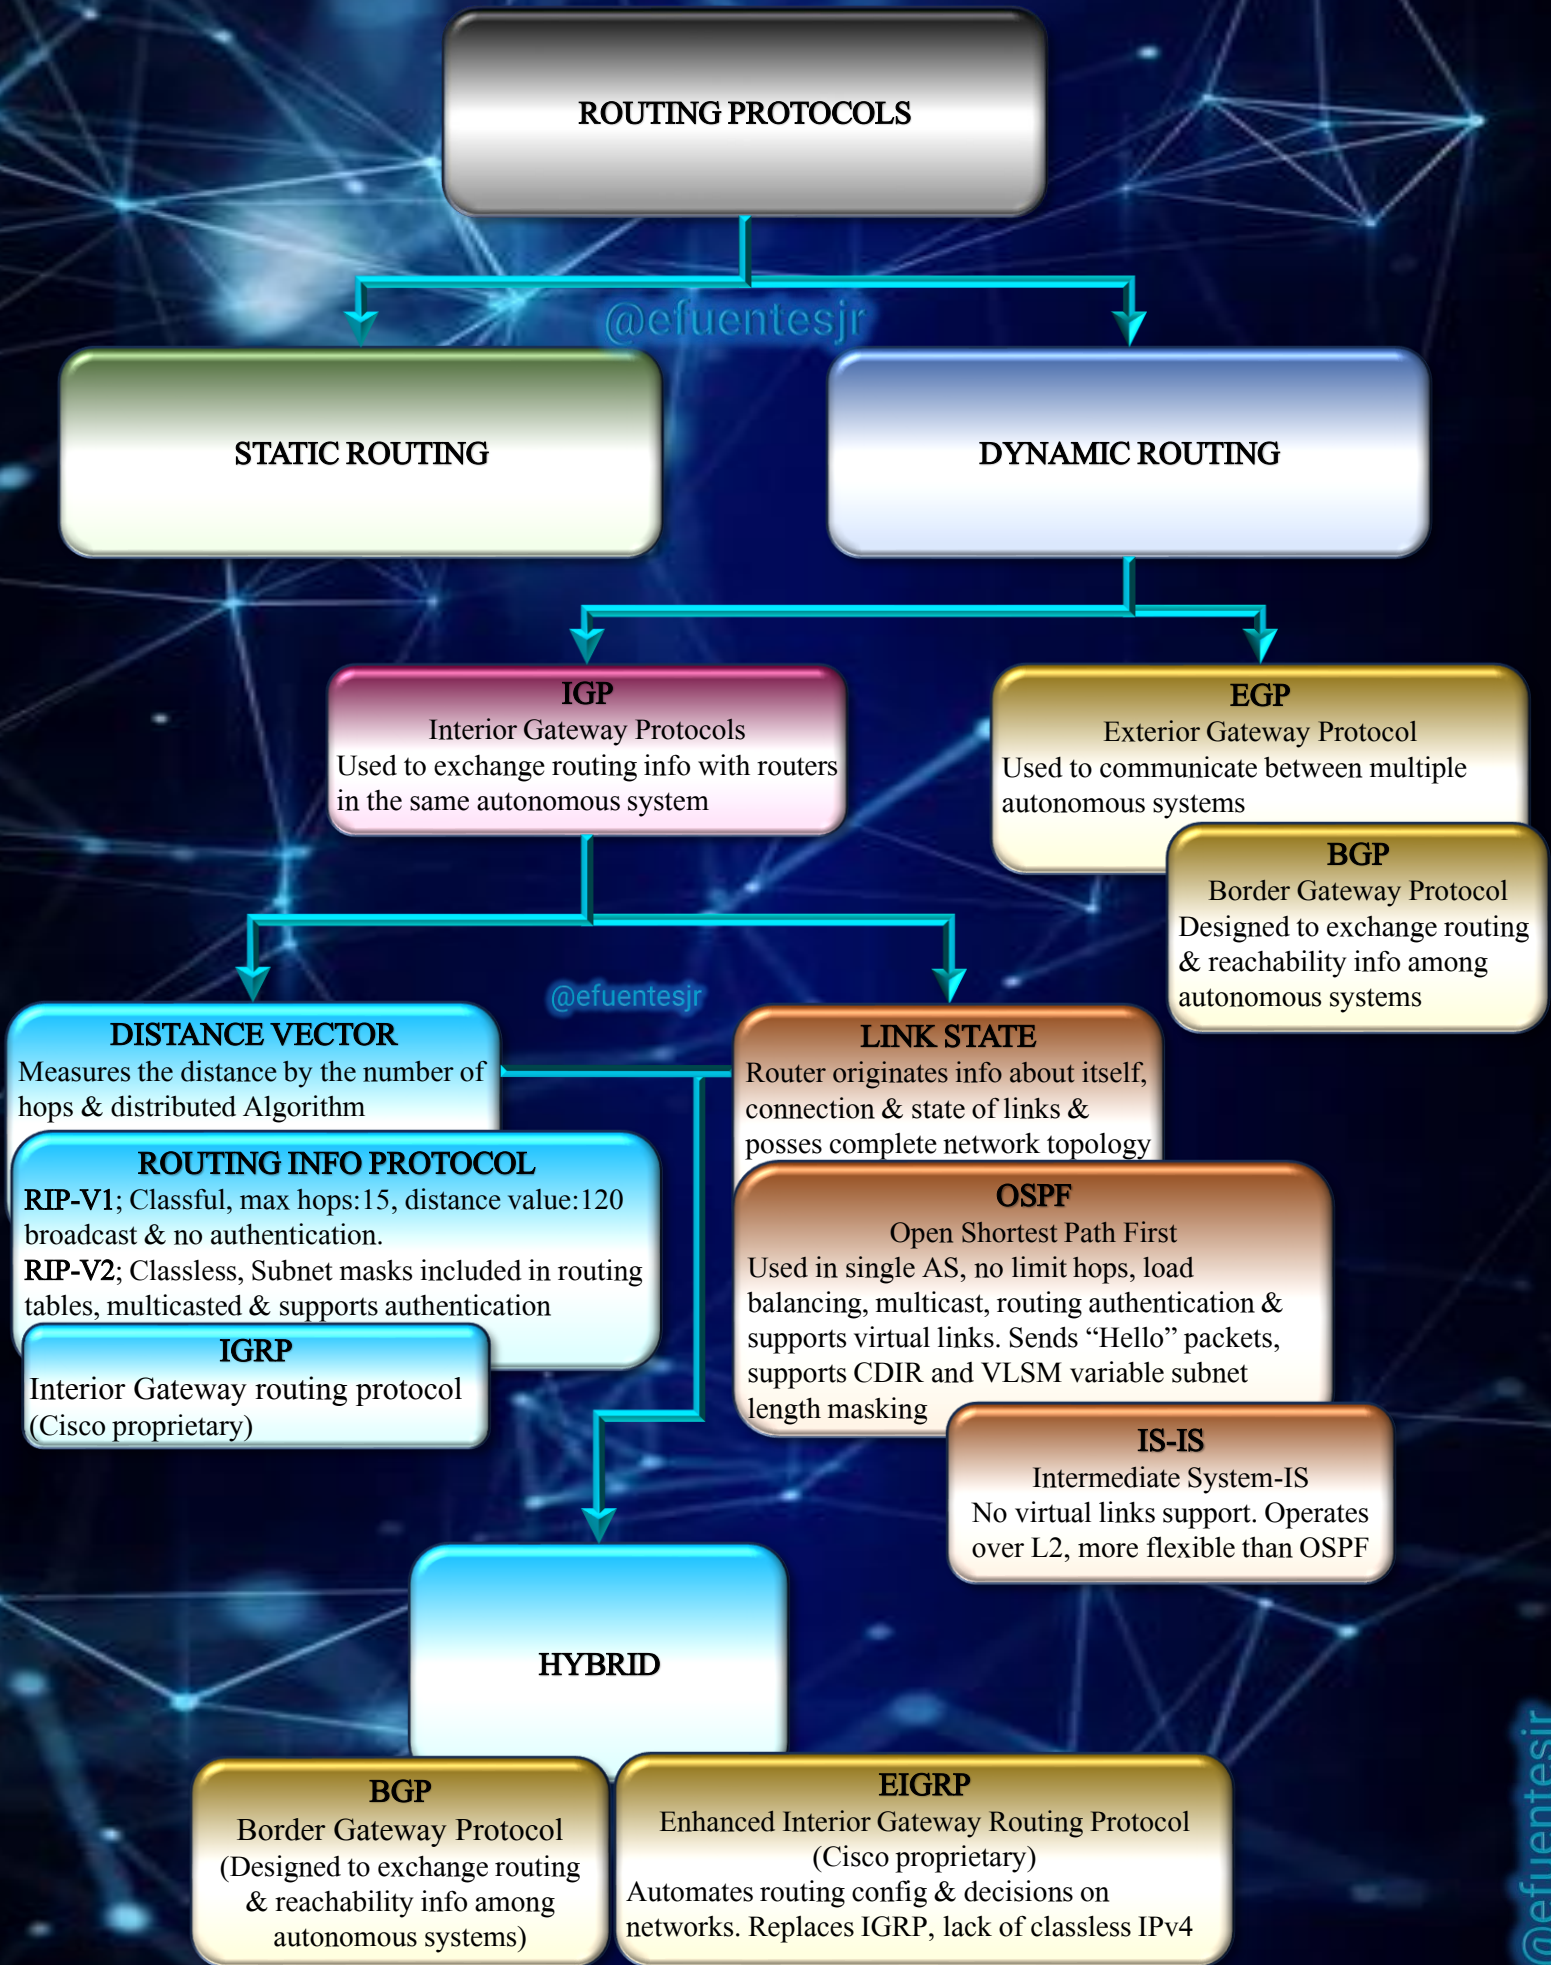 ROUTING PROTOCOLS
@efuentesjr
STATIC ROUTING
DYNAMIC ROUTING
IGP
Interior Gateway Protocols
Used to exchange routing info with routers
in the same autonomous system
EGP
Exterior Gateway Protocol
Used to communicate between multiple
autonomous systems
BGP
Border Gateway Protocol
Designed to exchange routing
& reachability info among
autonomous systems
@efuentesjr
DISTANCE VECTOR
Measures the distance by the number of
hops & distributed Algorithm
ROUTING INFO PROTOCOL
RIP-V1; Classful, max hops:15, distance value:120
broadcast & no authentication.
RIP-V2; Classless, Subnet masks included in routing
tables, multicasted & supports authentication
IGRP
Interior Gateway routing protocol
(Cisco proprietary)
LINK STATE
Router originates info about itself,
connection & state of links &
posses complete network topology
OSPF
Open Shortest Path First
Used in single AS, no limit hops, load
balancing, multicast, routing authentication &
supports virtual links. Sends “Hello” packets,
supports CDIR and VLSM variable subnet
length masking
IS-IS
Intermediate System-IS
No virtual links support. Operates
over L2, more flexible than OSPF
HYBRID
BGP
Border Gateway Protocol
(Designed to exchange routing
& reachability info among
autonomous systems)
EIGRP
Enhanced Interior Gateway Routing Protocol
(Cisco proprietary)
Automates routing config & decisions on
networks. Replaces IGRP, lack of classless IPv4
@efuentesjr